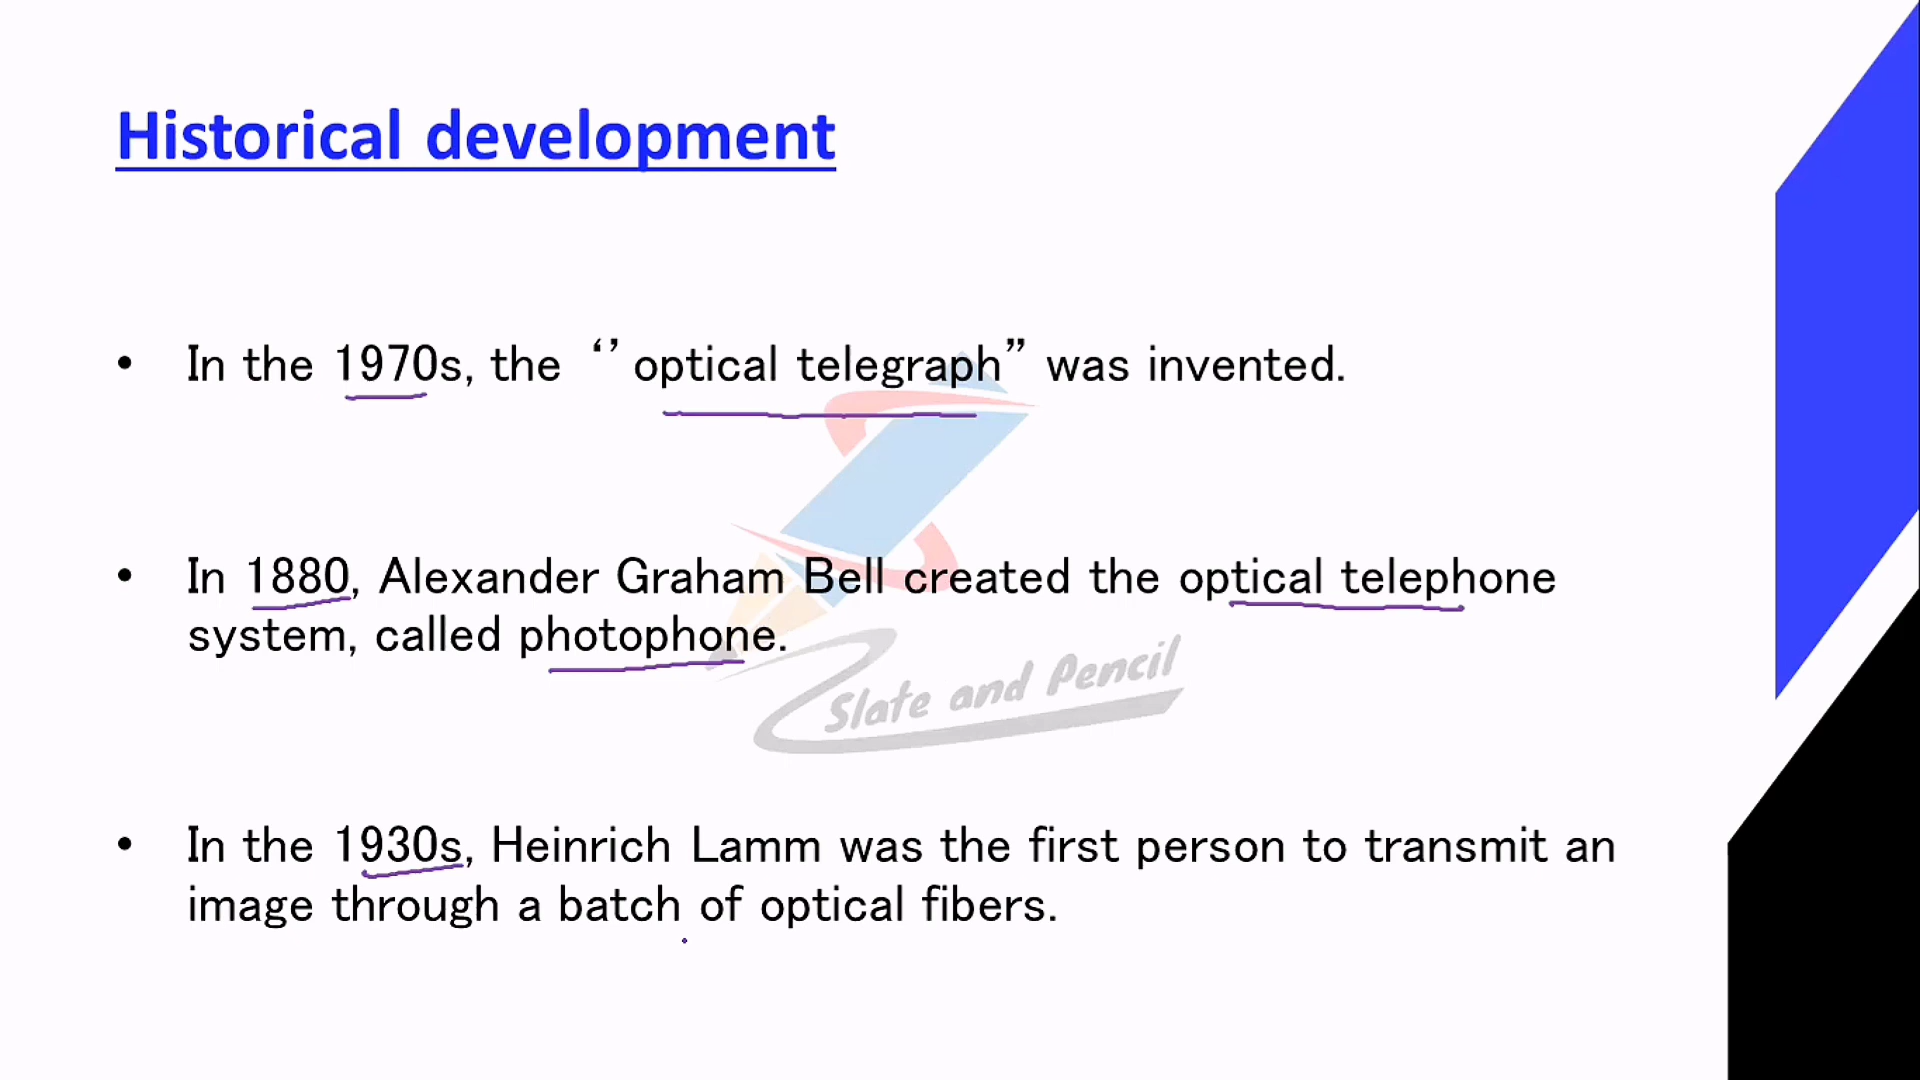 Historical development
• In the 1970s, the ‘’optical telegraph” was invented.
• In 1880, Alexander Graham Bell created the optical telephone
system, called photophone.
Slate and Pencil
• In the 1930s, Heinrich Lamm was the first person to transmit an
image through a batch of optical fibers.